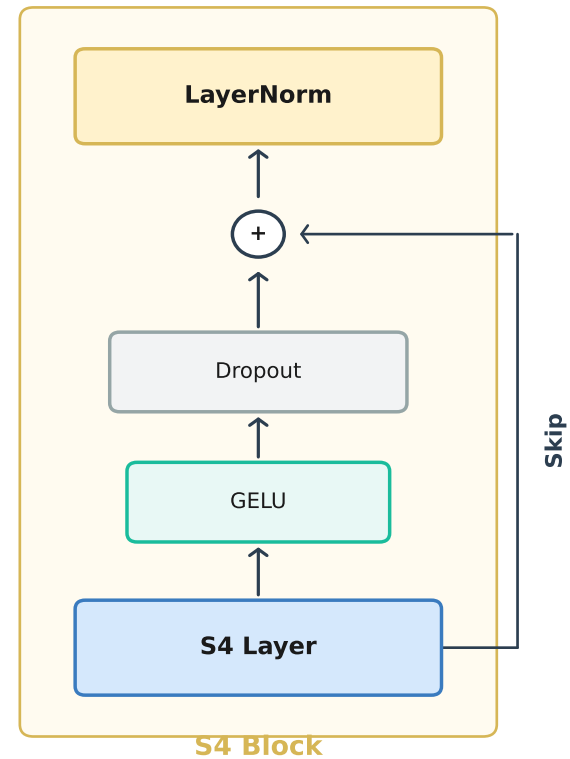 LayerNorm
+
Dropout
Skip
GELU
S4 Layer
S4 Block